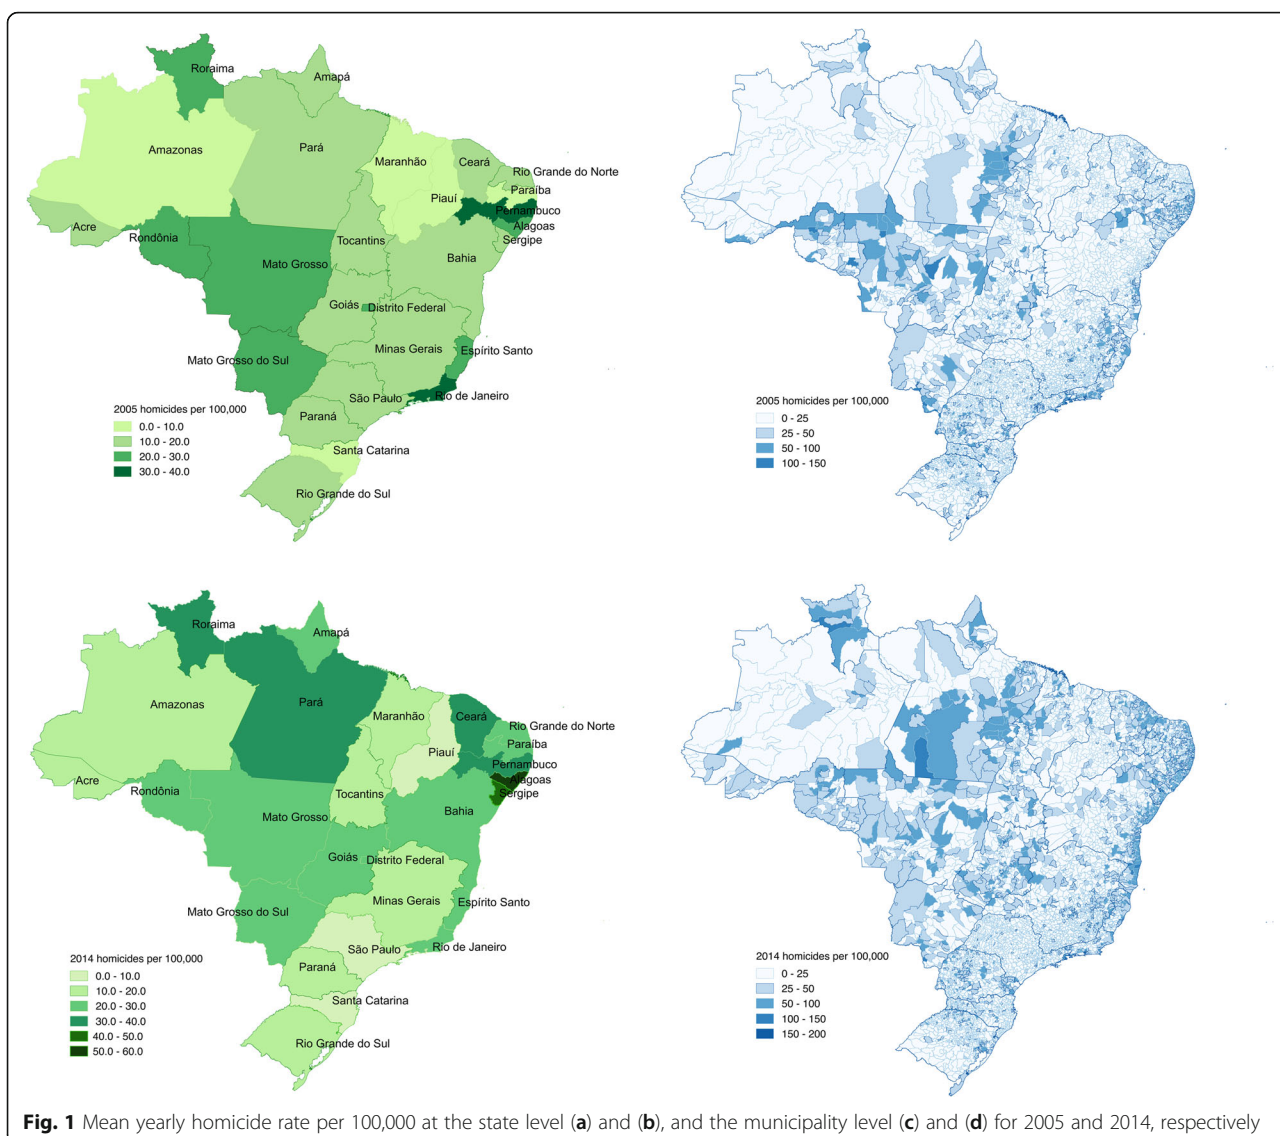 Roraima
Amapá
Amazonas
Pará
Maranhão
Ceará
Rio Grande do Norte
Paraíba
Piauí
Pernambuco
Alagoas
Sergipe
Acre
Rondônia
Tocantins
Mato Grosso
Bahia
Goiás
Distrito Federal
Minas Gerais
Espírito Santo
Mato Grosso do Sul
São Paulo
Rio de Janeiro
Paraná
Santa Catarina
Rio Grande do Sul
2005 homicides per 100,000
0.0 - 10.0
10.0 - 20.0
20.0 - 30.0
30.0 - 40.0
2005 homicides per 100,000
0 - 25
25 - 50
50 - 100
100 - 150
Roraima
Amapá
Amazonas
Pará
Maranhão
Ceará
Rio Grande do Norte
Paraíba
Piauí
Pernambuco
Alagoas
Sergipe
Acre
Rondônia
Tocantins
Mato Grosso
Bahia
Goiás
Distrito Federal
Minas Gerais
Espírito Santo
Mato Grosso do Sul
São Paulo
Rio de Janeiro
Paraná
Santa Catarina
Rio Grande do Sul
2014 homicides per 100,000
0.0 - 10.0
10.0 - 20.0
20.0 - 30.0
30.0 - 40.0
40.0 - 50.0
50.0 - 60.0
2014 homicides per 100,000
0 - 25
25 - 50
50 - 100
100 - 150
150 - 200
Fig. 1 Mean yearly homicide rate per 100,000 at the state level (a) and (b), and the municipality level (c) and (d) for 2005 and 2014, respectively